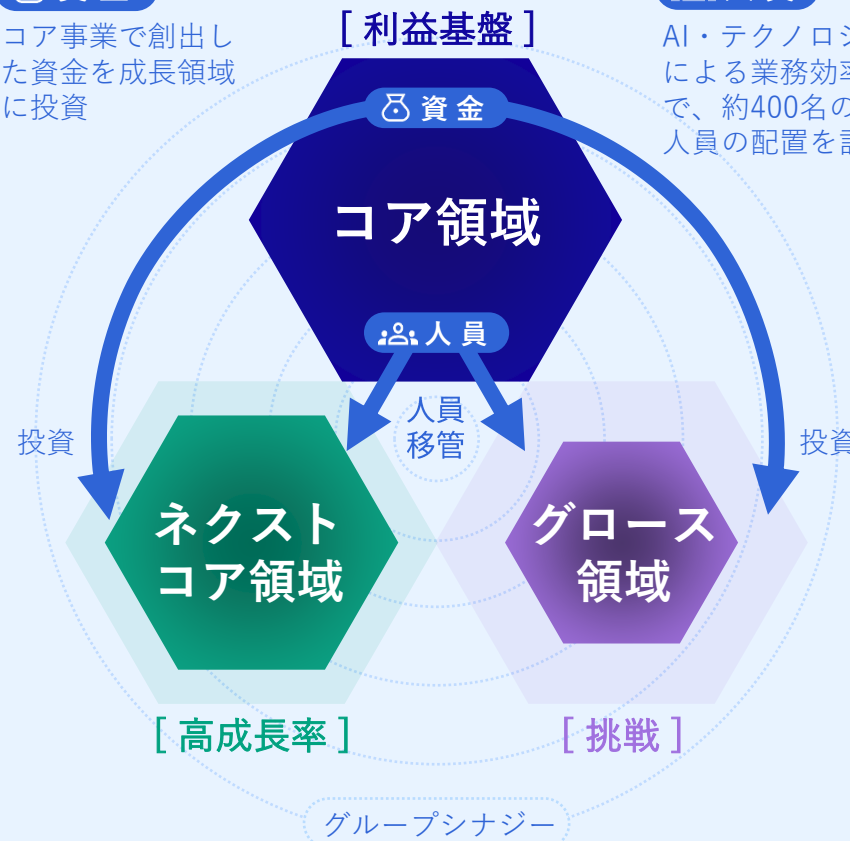 コア事業で創出し
た資金を成長領域
に投資
[ 利益基盤 ]
AI・テクノロジ
による業務効率
で、約400名の
人員の配置を
資金
コア領域
人員
人員
移管
投資
投資
ネクスト
コア領域
グロース
領域
[ 高成長率 ]
[ 挑戦 ]
グループシナジー